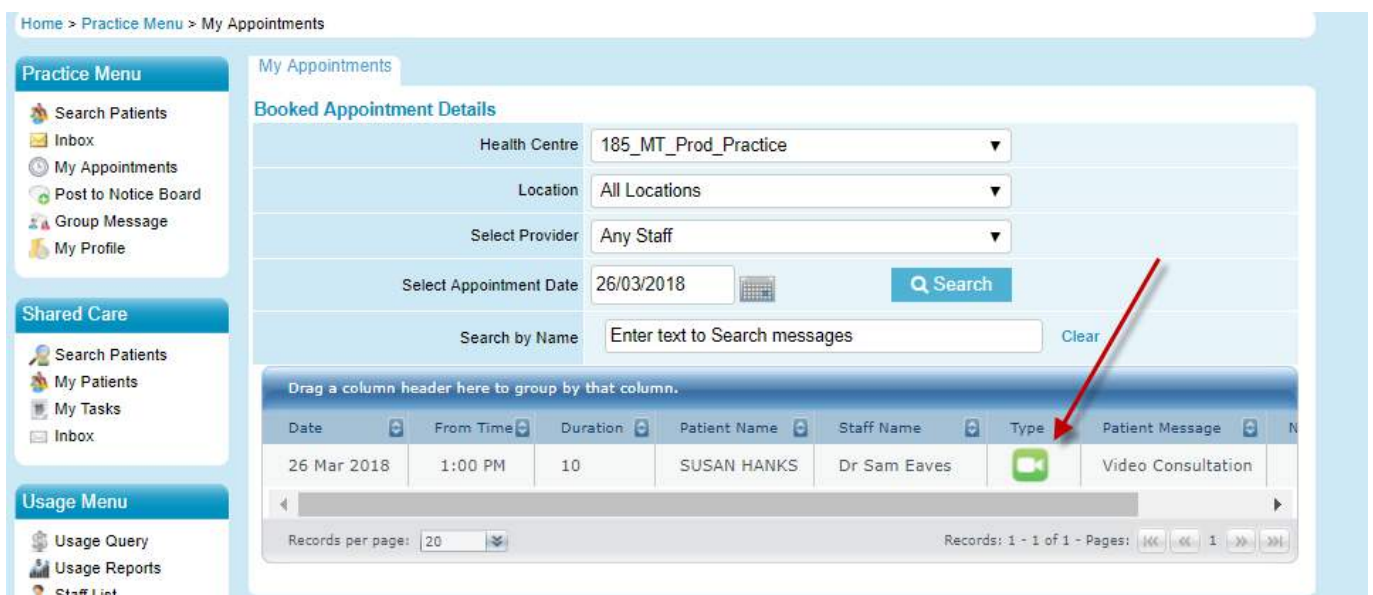 Home > Practice Menu > My Appointments
Practice Menu
Search Patients
Inbox
My Appointments
Post to Notice Board
Group Message
My Profile
Shared Care
Search Patients
My Patients
My Tasks
Inbox
Usage Menu
Usage Query
Usage Reports
Staff List
My Appointments
Booked Appointment Details
Health Centre 185_MT_Prod_Practice
Location All Locations
Select Provider Any Staff
Select Appointment Date 26/03/2018 Search
Search by Name Enter text to Search messages Clear
Drag a column header here to group by that column.
Date From Time Duration Patient Name Staff Name Type Patient Message N
26 Mar 2018 1:00 PM 10 SUSAN HANKS Dr Sam Eaves Video Consultation
Records per page: 20 Records: 1 - 1 of 1 - Pages: 1